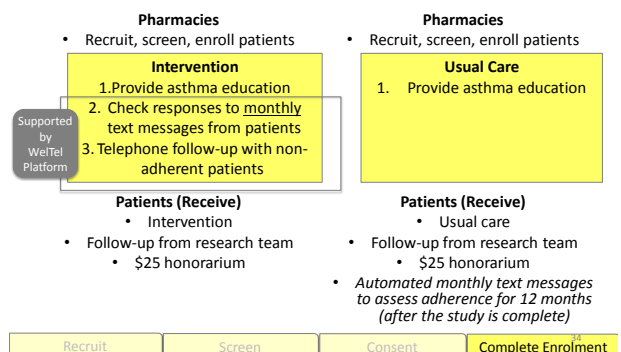 Pharmacies
• Recruit, screen, enroll patients
Intervention
1.Provide asthma education
2. Check responses to monthly
text messages from patients
3. Telephone follow-up with non-
adherent patients
Supported
by
WelTel
Platform
Patients (Receive)
• Intervention
• Follow-up from research team
• $25 honorarium
Pharmacies
• Recruit, screen, enroll patients
Usual Care
1. Provide asthma education
Patients (Receive)
• Usual care
• Follow-up from research team
• $25 honorarium
• Automated monthly text messages
to assess adherence for 12 months
(after the study is complete)
34
Recruit
Screen
Consent
Complete Enrolment